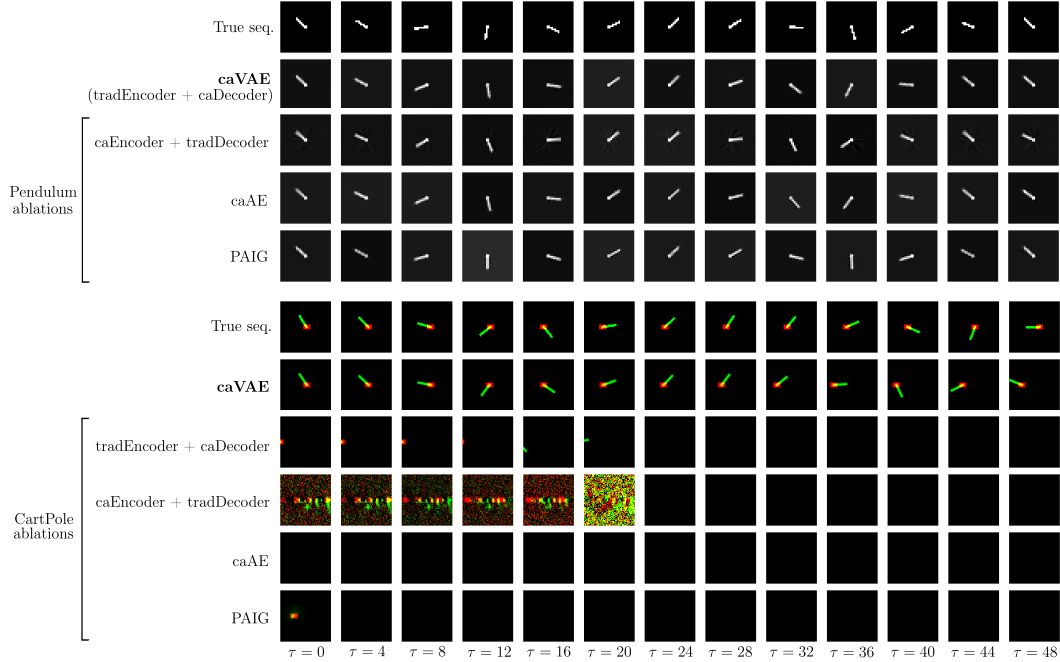 True seq.
caVAE
(tradEncoder + caDecoder)
caEncoder + tradDecoder
Pendulum
ablations
caAE
PAIG
True seq.
caVAE
tradEncoder + caDecoder
caEncoder + tradDecoder
CartPole
ablations
caAE
PAIG
τ = 0 τ = 4 τ = 8 τ = 12 τ = 16 τ = 20 τ = 24 τ = 28 τ = 32 τ = 36 τ = 40 τ = 44 τ = 48